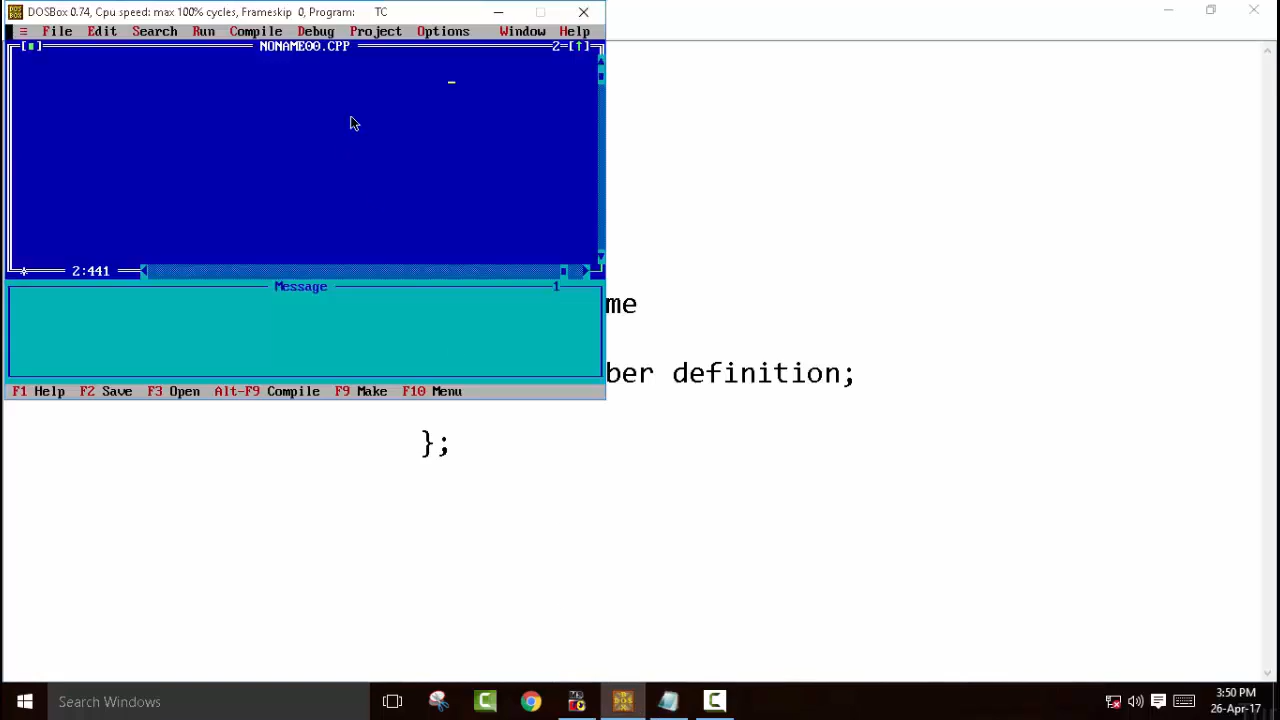 DOSBox 0.74, Cpu speed: max 100% cycles, Frameskip 0, Program: TC
≡ File Edit Search Run Compile Debug Project Options Window Help
[■] NONAME00.CPP 2=[↑]
2:441
Message 1
F1 Help F2 Save F3 Open Alt-F9 Compile F9 Make F10 Menu
me
ber definition;
};
Search Windows
3:50 PM
26-Apr-17